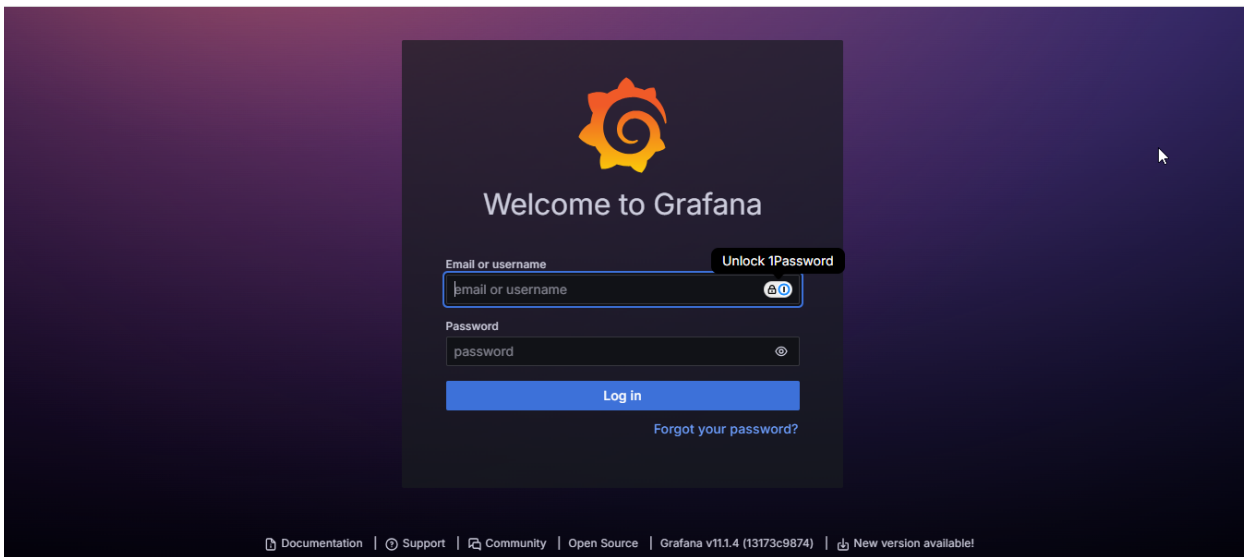 Welcome to Grafana
Email or username
Unlock 1Password
email or username
Password
password
Log in
Forgot your password?
Documentation | Support | Community | Open Source | Grafana v11.1.4 (13173c9874) | New version available!